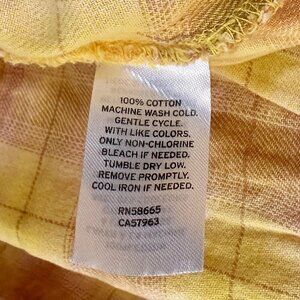 100% COTTON
MACHINE WASH COLD.
GENTLE CYCLE.
WITH LIKE COLORS.
ONLY NON-CHLORINE
BLEACH IF NEEDED.
TUMBLE DRY LOW.
REMOVE PROMPTLY.
COOL IRON IF NEEDED.
RN58665
CA57963